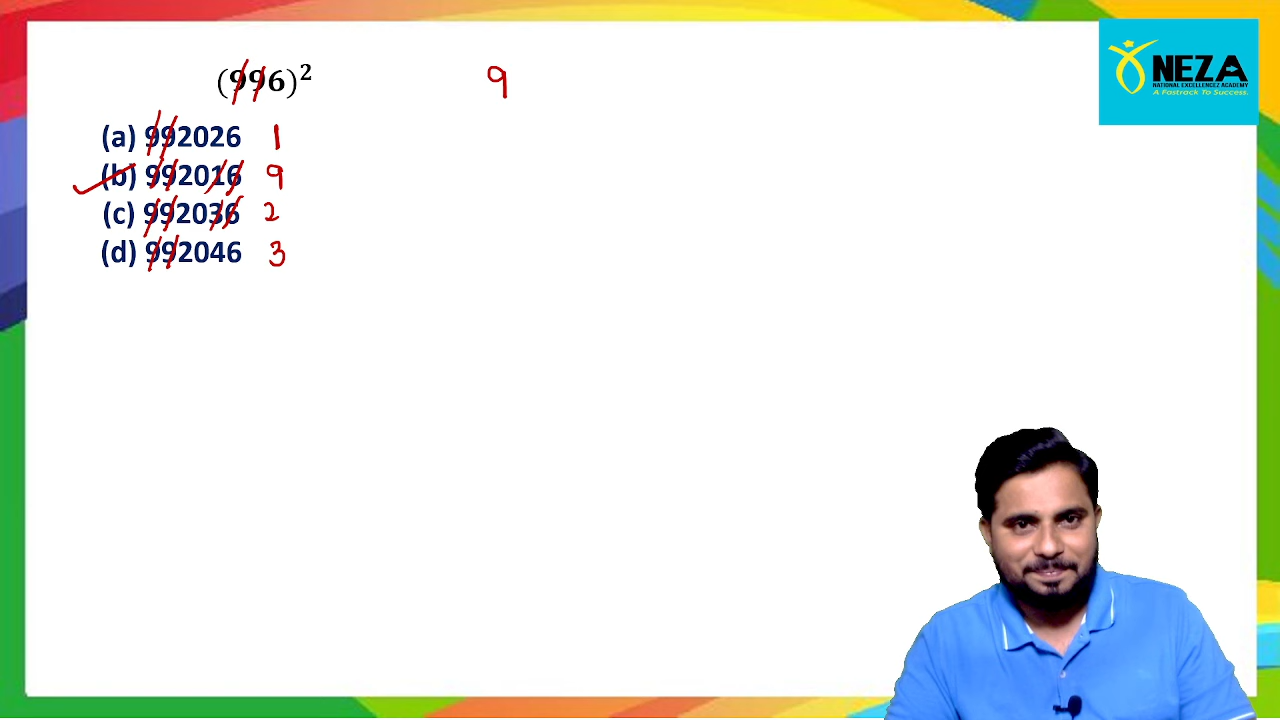 (996)² 9
(a) 992026 1
(b) 992016 9
(c) 992036 2
(d) 992046 3
NEZA
NATIONAL EXCELLENCEZ ACADEMY
A Fastrack To Success.